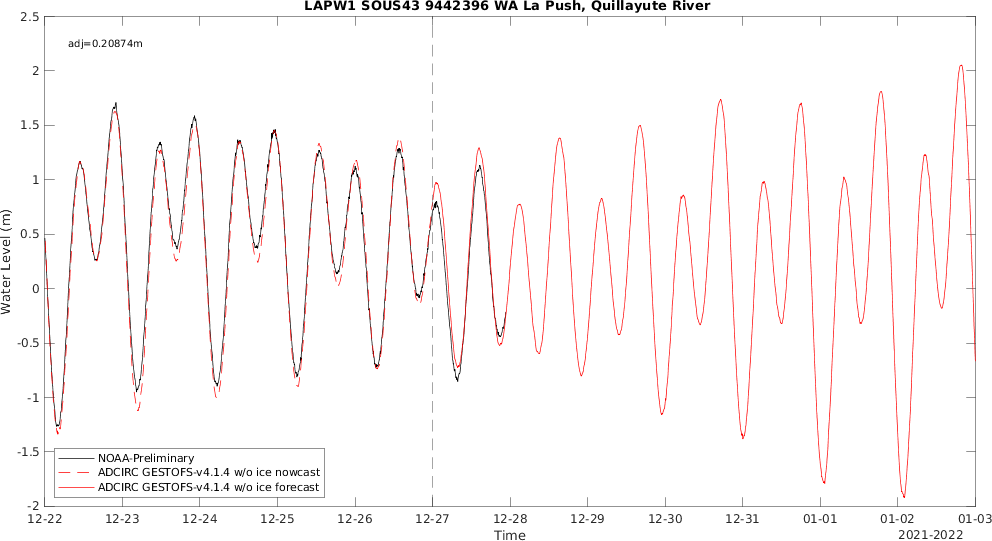 LAPW1 SOUS43 9442396 WA La Push, Quillayute River
2.5
adj=0.20874m
2
1.5
1
0.5
0
-0.5
-1
-1.5
-2
Water Level (m)
NOAA-Preliminary
ADCIRC GESTOFS-v4.1.4 w/o ice nowcast
ADCIRC GESTOFS-v4.1.4 w/o ice forecast
12-22 12-23 12-24 12-25 12-26 12-27 12-28 12-29 12-30 12-31 01-01 01-02 01-03
Time
2021-2022